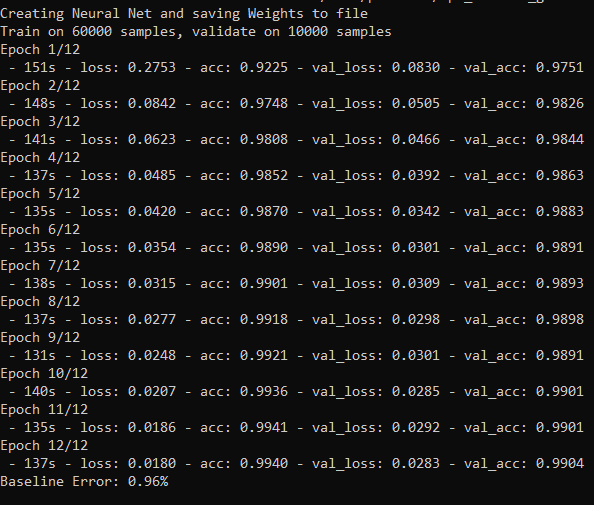 Creating Neural Net and saving Weights to file
Train on 60000 samples, validate on 10000 samples
Epoch 1/12
 - 151s - loss: 0.2753 - acc: 0.9225 - val_loss: 0.0830 - val_acc: 0.9751
Epoch 2/12
 - 148s - loss: 0.0842 - acc: 0.9748 - val_loss: 0.0505 - val_acc: 0.9826
Epoch 3/12
 - 141s - loss: 0.0623 - acc: 0.9808 - val_loss: 0.0466 - val_acc: 0.9844
Epoch 4/12
 - 137s - loss: 0.0485 - acc: 0.9852 - val_loss: 0.0392 - val_acc: 0.9863
Epoch 5/12
 - 135s - loss: 0.0420 - acc: 0.9870 - val_loss: 0.0342 - val_acc: 0.9883
Epoch 6/12
 - 135s - loss: 0.0354 - acc: 0.9890 - val_loss: 0.0301 - val_acc: 0.9891
Epoch 7/12
 - 138s - loss: 0.0315 - acc: 0.9901 - val_loss: 0.0309 - val_acc: 0.9893
Epoch 8/12
 - 137s - loss: 0.0277 - acc: 0.9918 - val_loss: 0.0298 - val_acc: 0.9898
Epoch 9/12
 - 131s - loss: 0.0248 - acc: 0.9921 - val_loss: 0.0301 - val_acc: 0.9891
Epoch 10/12
 - 140s - loss: 0.0207 - acc: 0.9936 - val_loss: 0.0285 - val_acc: 0.9901
Epoch 11/12
 - 135s - loss: 0.0186 - acc: 0.9941 - val_loss: 0.0292 - val_acc: 0.9901
Epoch 12/12
 - 137s - loss: 0.0180 - acc: 0.9940 - val_loss: 0.0283 - val_acc: 0.9904
Baseline Error: 0.96%